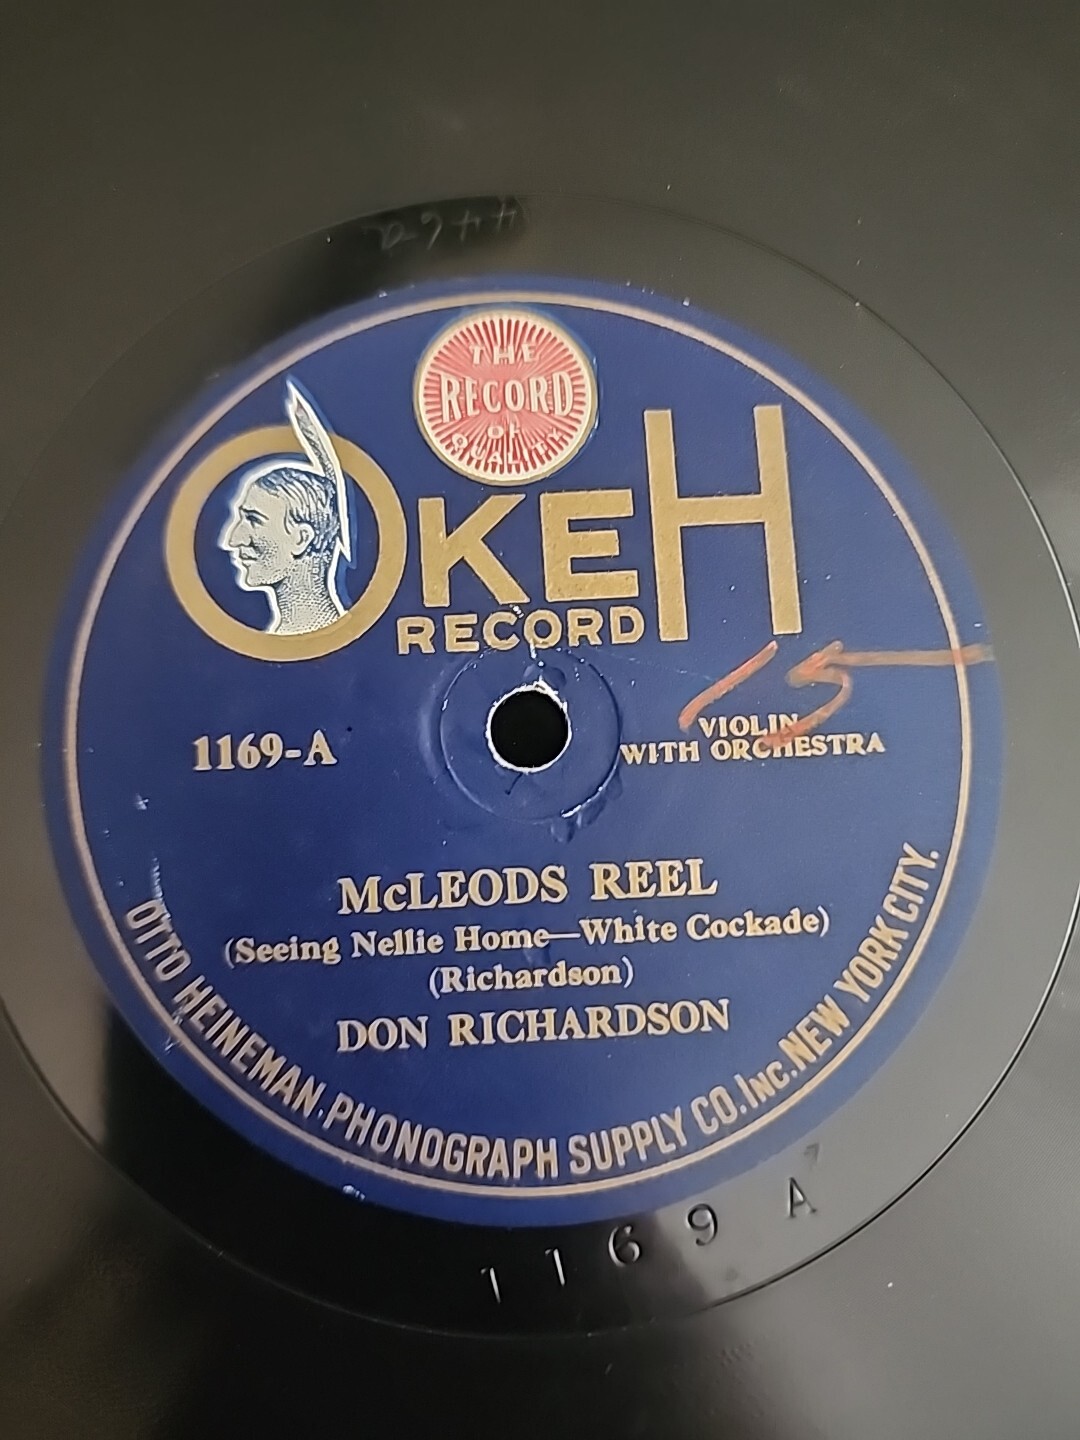 THE
RECORD
OF
QUALITY
OKEH
RECORD
15
1169-A
VIOLIN
WITH ORCHESTRA
McLEODS REEL
(Seeing Nellie Home—White Cockade)
(Richardson)
DON RICHARDSON
OTTO HEINEMAN PHONOGRAPH SUPPLY CO. INC. NEW YORK CITY.
1169 A